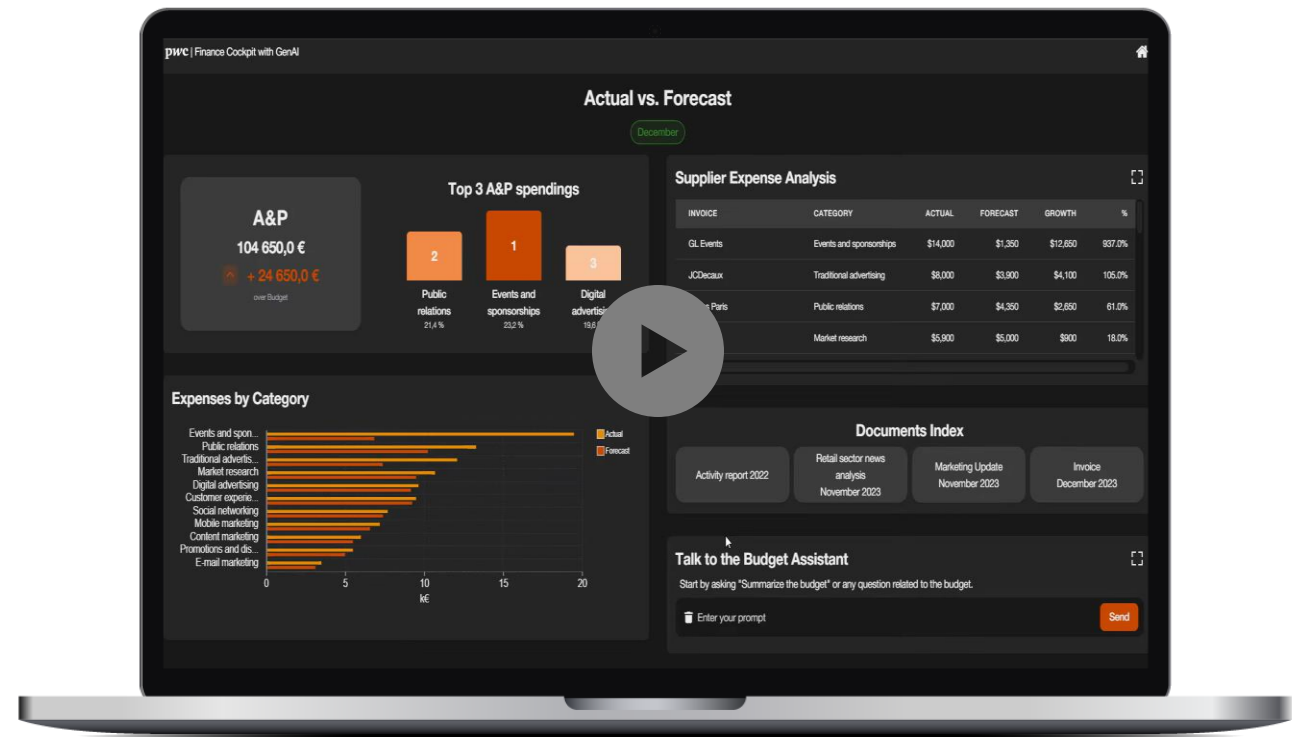 pwc | Finance Cockpit with GenAI
Actual vs. Forecast
December
A&P
104 650,0 €
+ 24 650,0 €
over Budget
Top 3 A&P spendings
2
1
3
Public
relations
21,4 %
Events and
sponsorships
23,2 %
Digital
19,6
Supplier Expense Analysis
INVOICE CATEGORY ACTUAL FORECAST GROWTH %
GL Events Events and sponsorships $14,000 $1,350 $12,650 937.0%
JCDecaux Traditional advertising $8,000 $3,900 $4,100 105.0%
Paris Public relations $7,000 $4,350 $2,650 61.0%
Market research $5,900 $5,000 $900 18.0%
Expenses by Category
Events and spon...
Public relations
Traditional advertis...
Market research
Digital advertising
Customer experie...
Social networking
Mobile marketing
Content marketing
Promotions and dis...
E-mail marketing
0 5 10 15 20
k€
Actual
Forecast
Documents Index
Activity report 2022
Retail sector news
analysis
November 2023
Marketing Update
November 2023
Invoice
December 2023
Talk to the Budget Assistant
Start by asking "Summarize the budget" or any question related to the budget.
Enter your prompt
Send